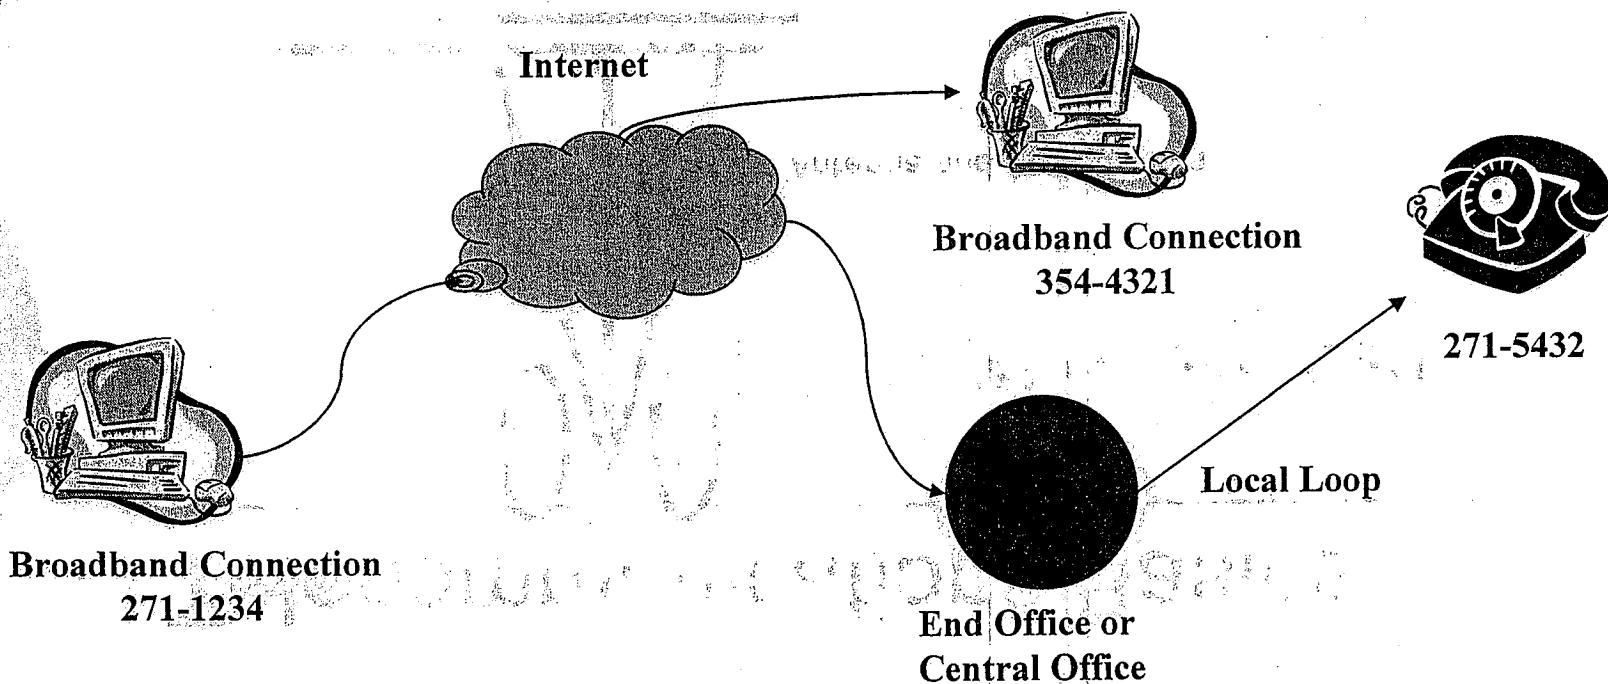 Internet
Broadband Connection
354-4321
271-5432
Local Loop
Broadband Connection
271-1234
End Office or
Central Office